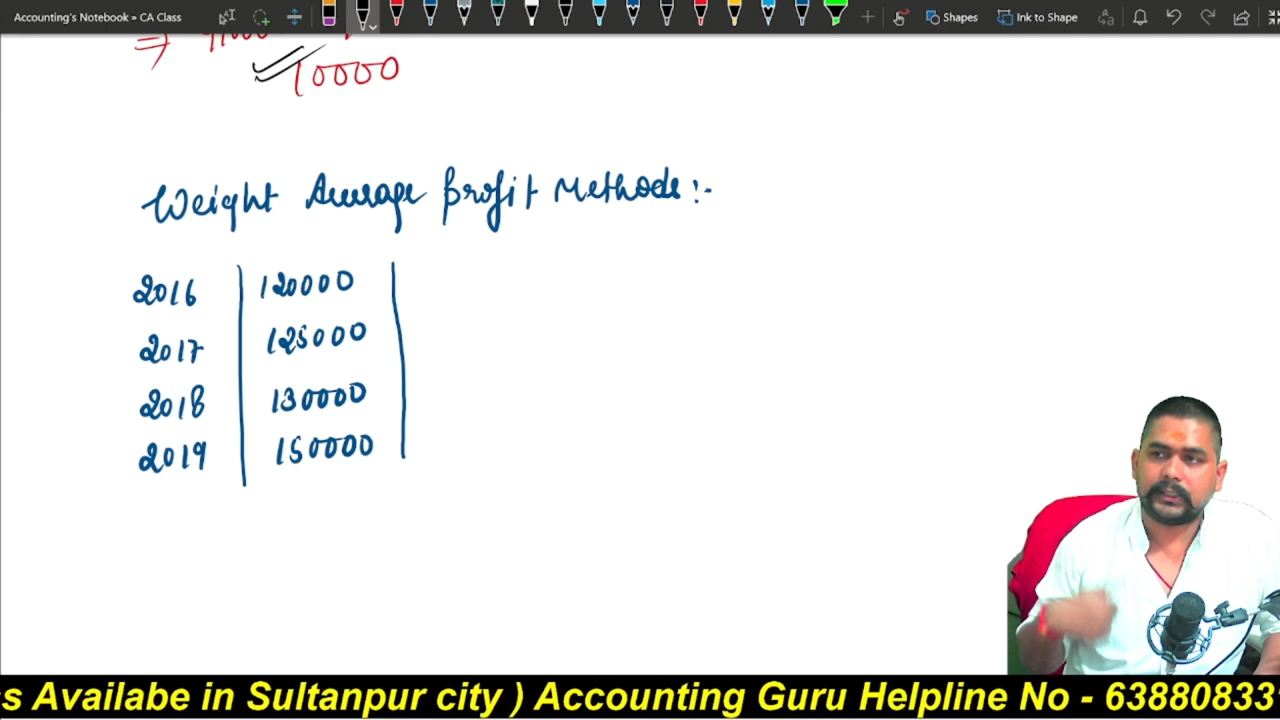 Accounting's Notebook » CA Class
Shapes
Ink to Shape
10000
Weight Average Profit Methode :-
2016 120000
2017 125000
2018 130000
2019 150000
s Availabe in Sultanpur city ) Accounting Guru Helpline No - 63880833